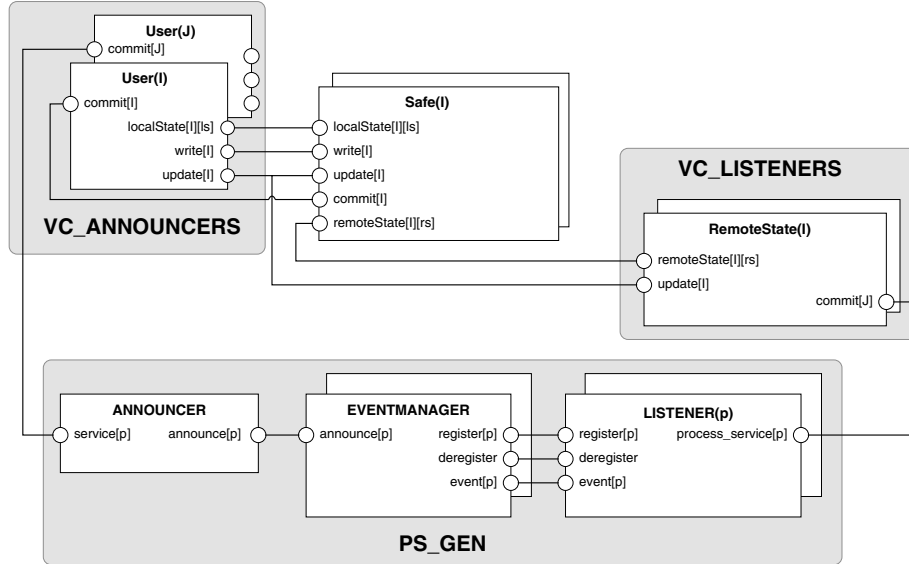 User(J)
commit[J]
User(I)
commit[I]
localState[I][ls]
write[I]
update[I]
VC_ANNOUNCERS
Safe(I)
localState[I][ls]
write[I]
update[I]
commit[I]
remoteState[I][rs]
VC_LISTENERS
RemoteState(I)
remoteState[I][rs]
update[I]
commit[J]
ANNOUNCER
service[p] announce[p]
EVENTMANAGER
announce[p] register[p]
deregister
event[p]
LISTENER(p)
register[p] process_service[p]
deregister
event[p]
PS_GEN